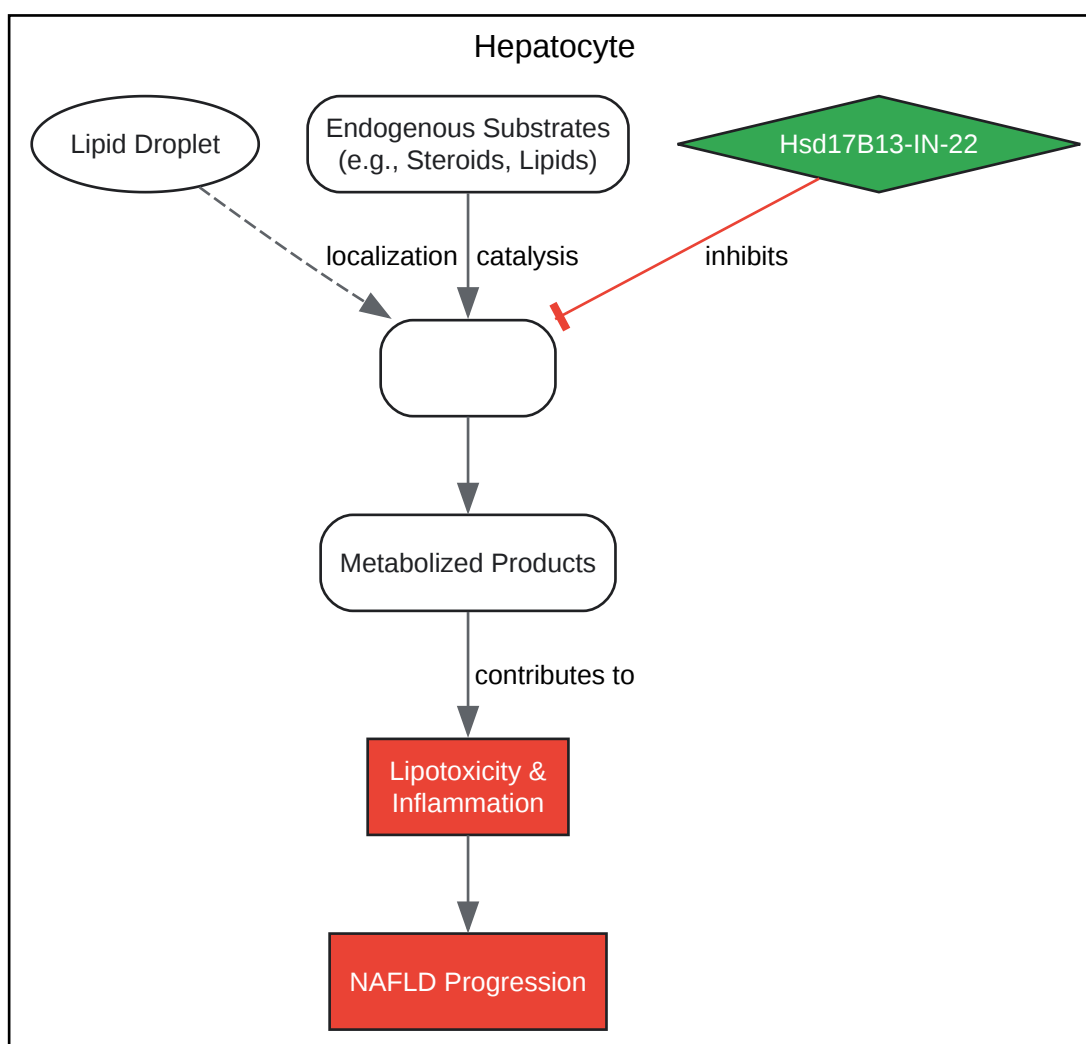 Hepatocyte
Lipid Droplet
Endogenous Substrates
(e.g., Steroids, Lipids)
Hsd17B13-IN-22
localization
catalysis
inhibits
Metabolized Products
contributes to
Lipotoxicity &
Inflammation
NAFLD Progression